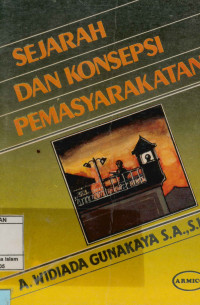 SEJARAH
DAN KONSEPSI
PEMASYARAKATAN
A. WIDIADA GUNAKAYA S.A.,
ARMICO